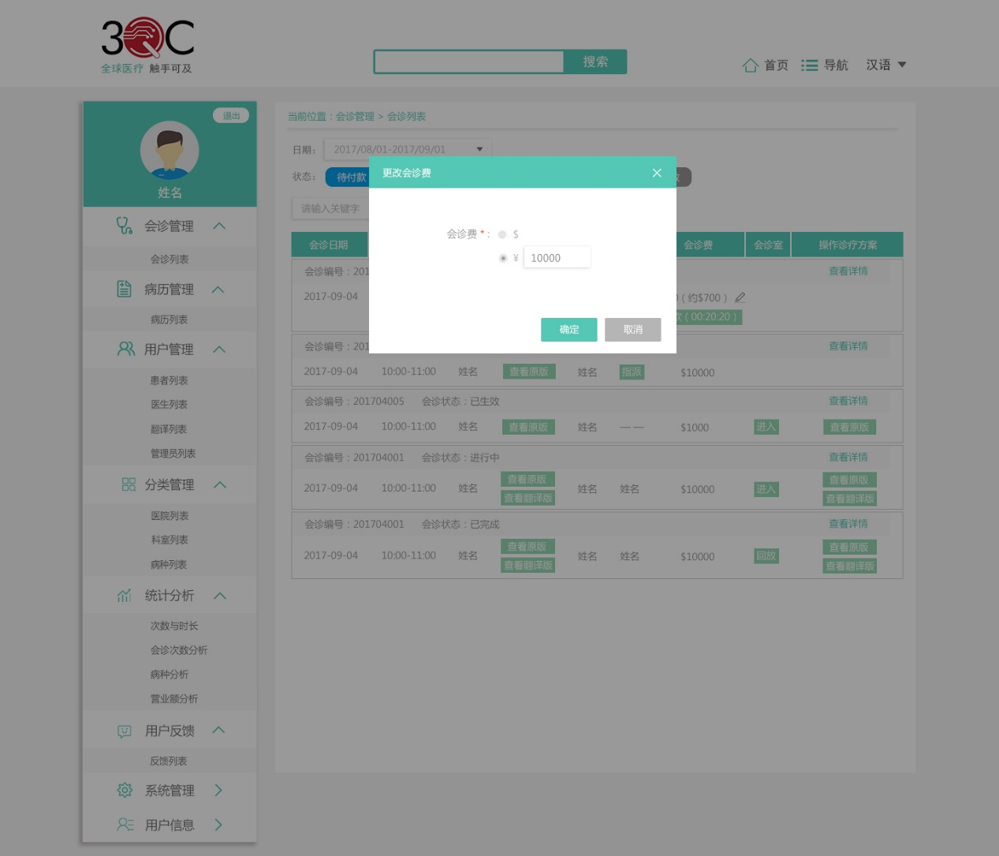 3QC
全球医疗 触手可及
搜索
首页
导航
汉语
退出
姓名
会诊管理
会诊列表
病历管理
病历列表
用户管理
患者列表
医生列表
翻译列表
管理员列表
分类管理
医院列表
科室列表
病种列表
统计分析
次数与时长
会诊次数分析
病种分析
营业额分析
用户反馈
反馈列表
系统管理
用户信息
当前位置：会诊管理 > 会诊列表
日期： 2017/08/01-2017/09/01
状态： 待付款
请输入关键字
更改会诊费
会诊费 *： $
¥ 10000
确定 取消
会诊日期 会诊费 会诊室 操作诊疗方案
会诊编号：201 查看详情
2017-09-04 （约$700）
（00:20:20）
会诊编号：201 查看详情
2017-09-04 10:00-11:00 姓名 查看原版 姓名 指派 $10000
会诊编号：201704005 会诊状态：已生效 查看详情
2017-09-04 10:00-11:00 姓名 查看原版 姓名 — — $1000 进入 查看原版
会诊编号：201704001 会诊状态：进行中 查看详情
2017-09-04 10:00-11:00 姓名 查看原版 姓名 姓名 $10000 进入 查看原版
查看翻译版 查看翻译版
会诊编号：201704001 会诊状态：已完成 查看详情
2017-09-04 10:00-11:00 姓名 查看原版 姓名 姓名 $10000 回放 查看原版
查看翻译版 查看翻译版